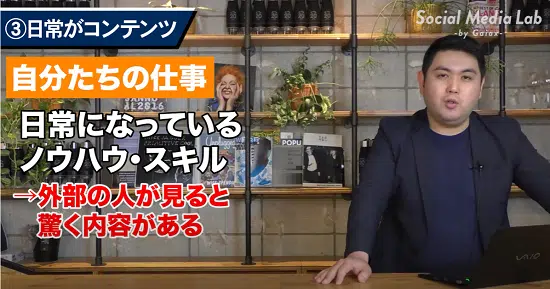 ③日常がコンテンツ
Social Media Lab
-by Gaiax-
自分たちの仕事
日常になっている
ノウハウ・スキル
→外部の人が見ると
驚く内容がある
POPU
VAIO